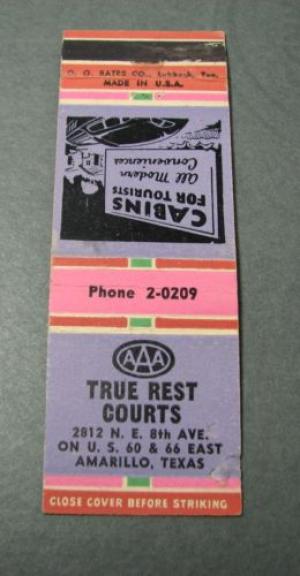 O. O. BATES CO., Lubbock, Tex.
MADE IN U.S.A.
CABINS
FOR TOURISTS
All Modern
Conveniences
Phone 2-0209
AAA
TRUE REST
COURTS
2812 N. E. 8th AVE.
ON U. S. 60 & 66 EAST
AMARILLO, TEXAS
CLOSE COVER BEFORE STRIKING